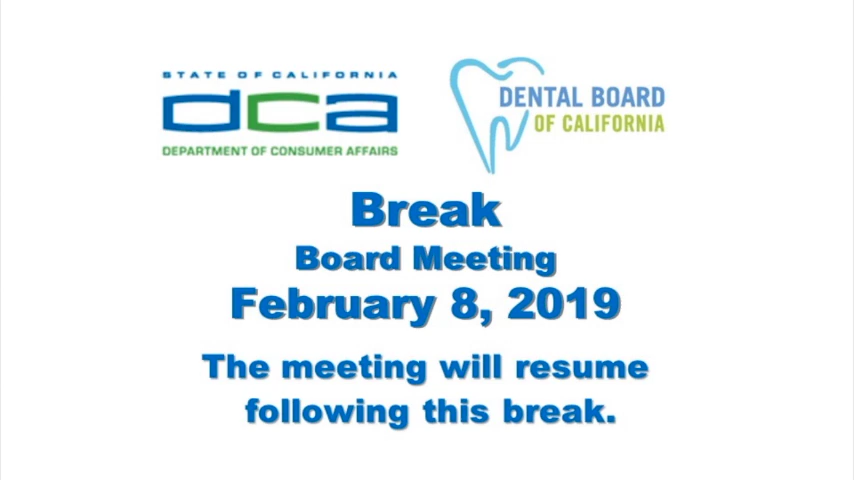 STATE OF CALIFORNIA
dca
DEPARTMENT OF CONSUMER AFFAIRS
DENTAL BOARD
OF CALIFORNIA
Break
Board Meeting
February 8, 2019
The meeting will resume
following this break.